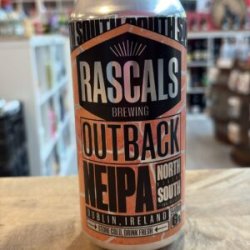 SOUTH SOUTH S
RASCALS
BREWING
OUTBACK
NEIPA
NORTH
SOUTH
DUBLIN, IRELAND
STORE COLD, DRINK FRESH